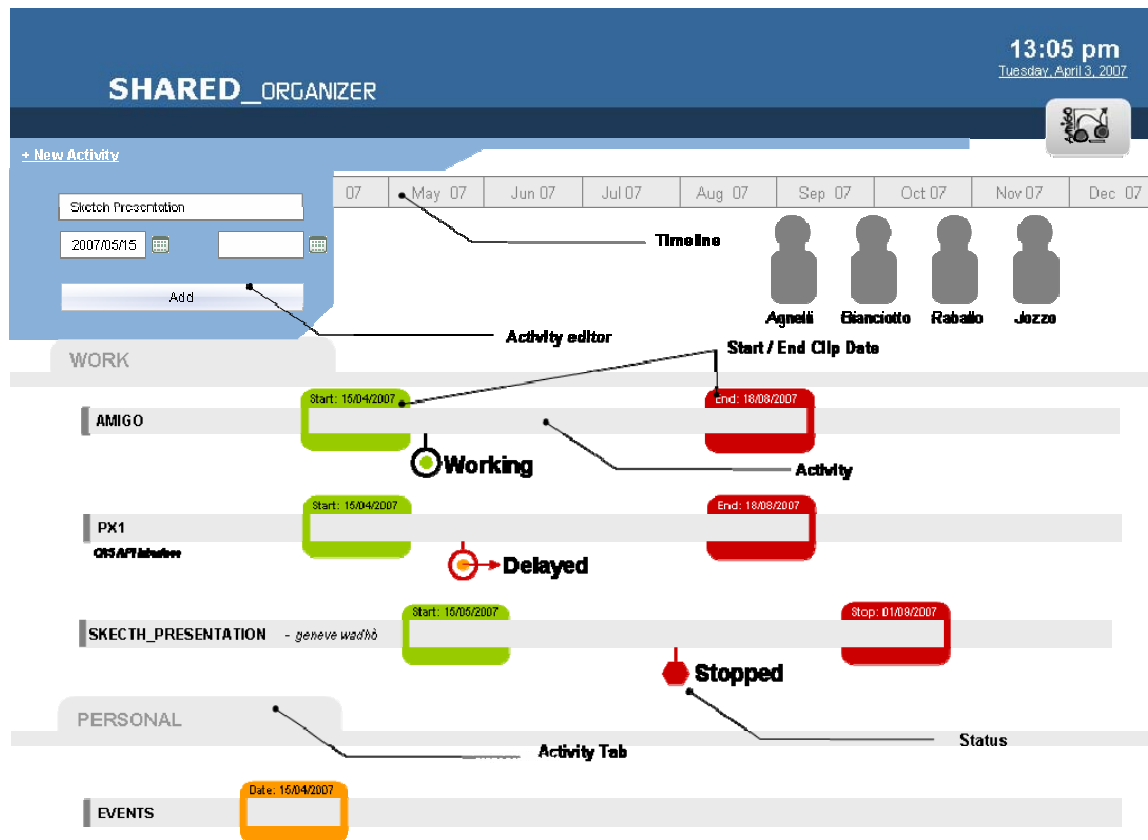 13:05 pm
Tuesday, April 3, 2007
SHARED_ORGANIZER
AMIGO
+ New Activity
07 May 07 Jun 07 Jul 07 Aug 07 Sep 07 Oct 07 Nov 07 Dec 07
Sketch Presentation
2007/05/15
Timeline
Add
Agnelli Bianciotto Raballo Jozzo
Activity editor
Start / End Clip Date
WORK
Start: 15/04/2007 End: 18/08/2007
AMIGO
Working
Activity
Start: 15/04/2007 End: 18/08/2007
PX1
Delayed
Start: 15/05/2007 Stop: 01/09/2007
SKECTH_PRESENTATION - geneve wadhò
Stopped
PERSONAL
Status
Activity Tab
Date: 15/04/2007
EVENTS